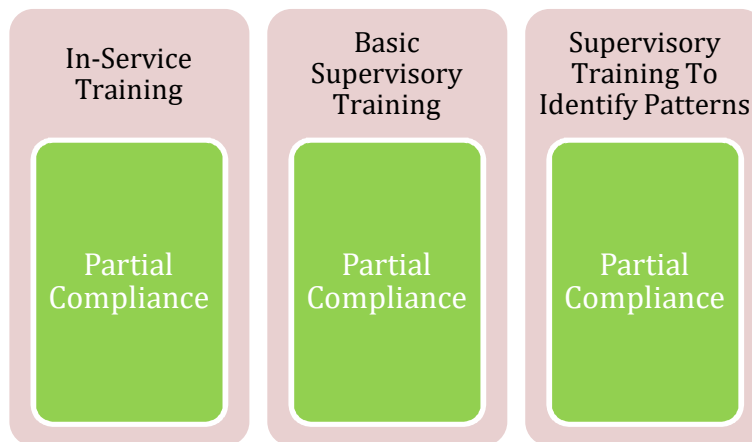 In-Service
Training
Partial
Compliance
Basic
Supervisory
Training
Partial
Compliance
Supervisory
Training To
Identify Patterns
Partial
Compliance